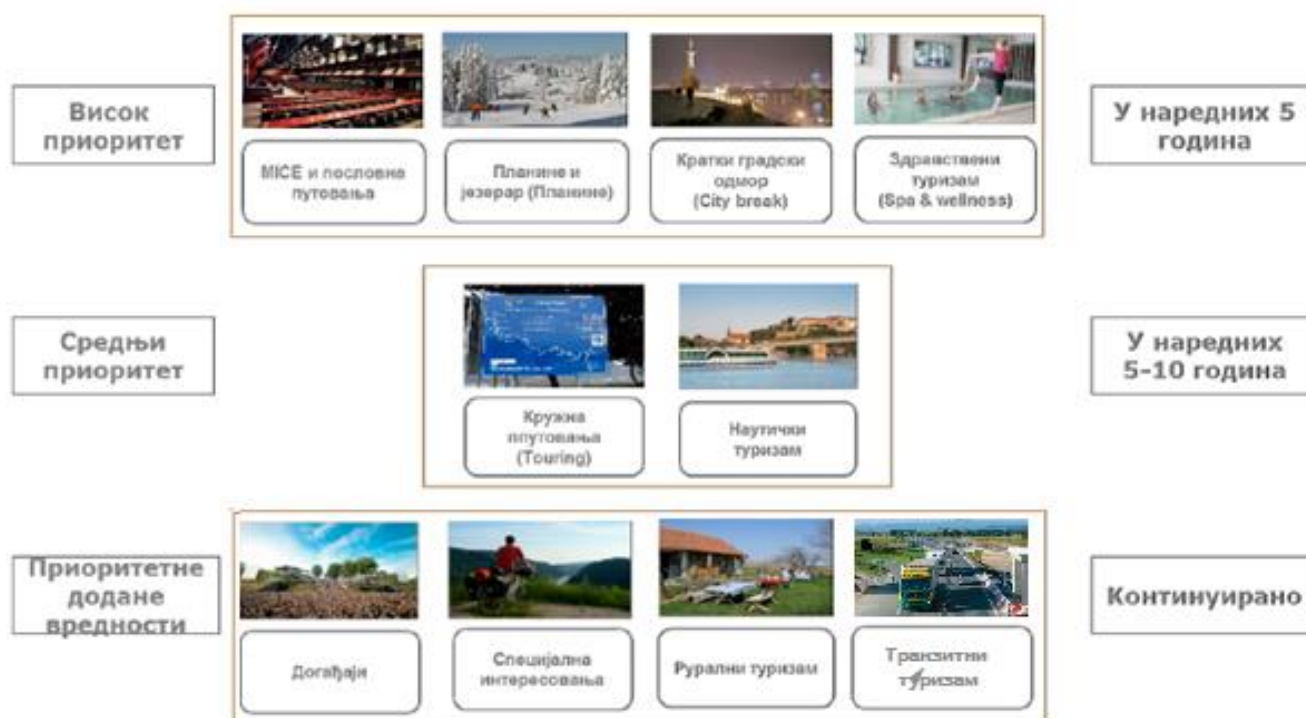 Висок
приоритет
MICE и пословна
путовања
Планине и
језерар (Планине)
Кратки градски
одмор
(City break)
Здравствени
туризам
(Spa & wellness)
У наредних 5
година
Средњи
приоритет
Кружна
ппутовања
(Touring)
Наутички
туризам
У наредних
5-10 година
Приоритетне
додане
вредности
Догађаји
Специјална
интересовања
Рурални туризам
Транзитни
туризам
Континуирано